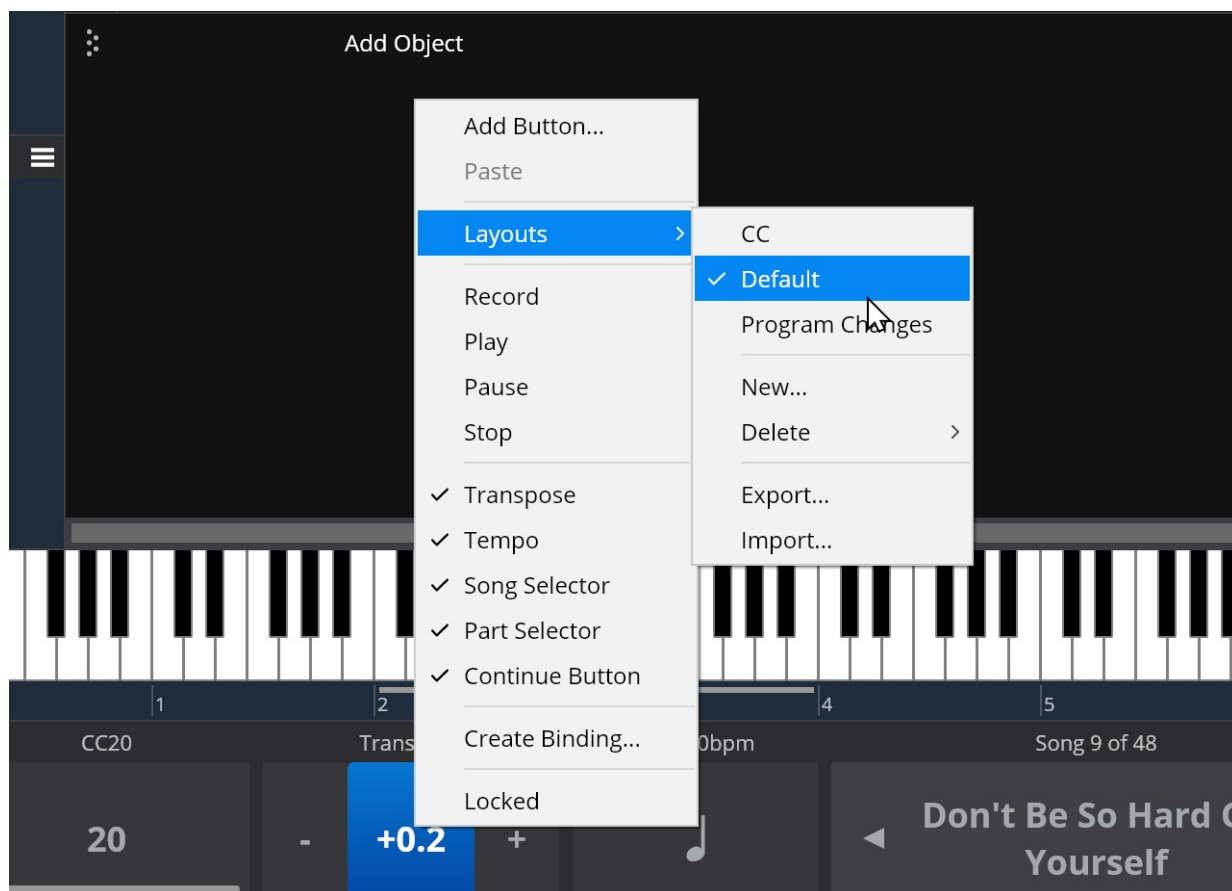 Add Object
Add Button...
Paste
Layouts
Record
Play
Pause
Stop
Transpose
Tempo
Song Selector
Part Selector
Continue Button
Create Binding...
Locked
CC
Default
Program Changes
New...
Delete
Export...
Import...
1
2
4
5
CC20
Trans
0bpm
Song 9 of 48
20
-
+0.2
+
Don't Be So Hard
Yourself